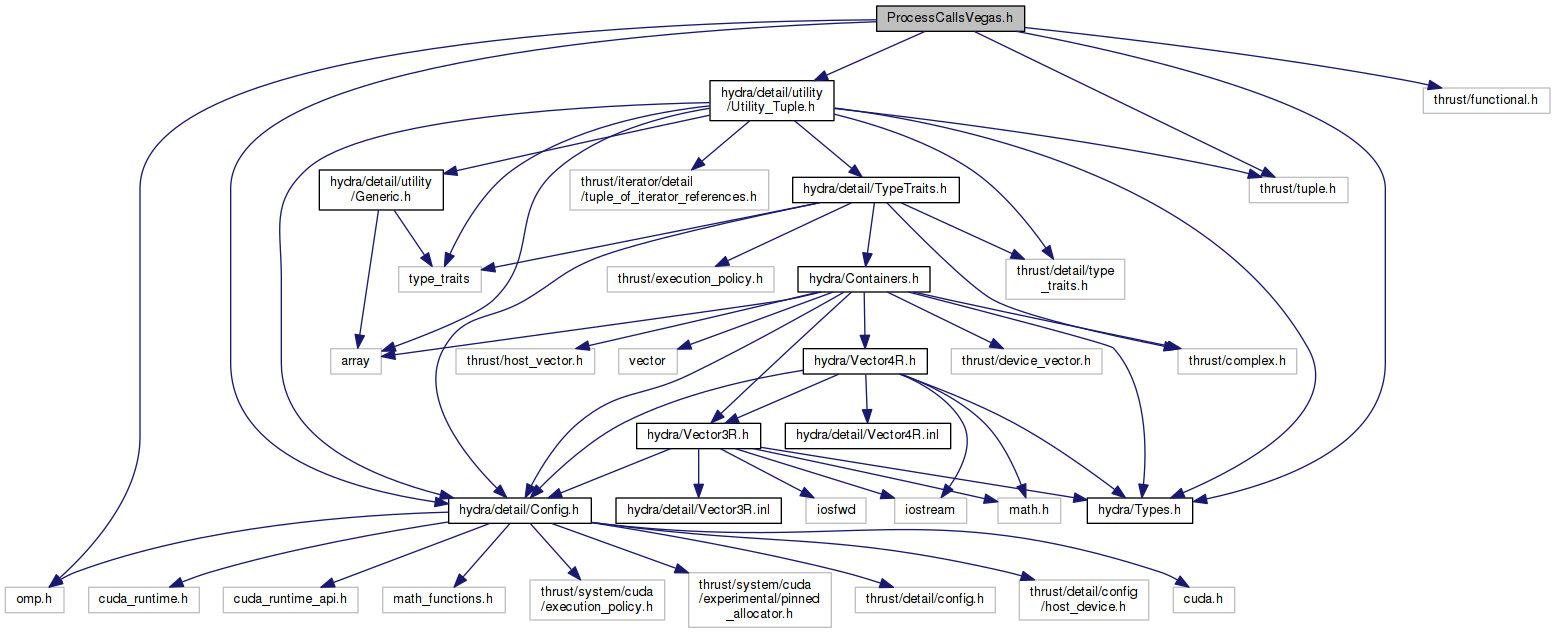 ProcessCallsVegas.h
hydra/detail/utility
/Utility_Tuple.h
thrust/functional.h
hydra/detail/utility
/Generic.h
thrust/iterator/detail
/tuple_of_iterator_references.h
hydra/detail/TypeTraits.h
thrust/tuple.h
type_traits
thrust/execution_policy.h
hydra/Containers.h
thrust/detail/type
_traits.h
array
thrust/host_vector.h
vector
hydra/Vector4R.h
thrust/device_vector.h
thrust/complex.h
hydra/Vector3R.h
hydra/detail/Vector4R.inl
hydra/detail/Config.h
hydra/detail/Vector3R.inl
iosfwd
iostream
math.h
hydra/Types.h
omp.h
cuda_runtime.h
cuda_runtime_api.h
math_functions.h
thrust/system/cuda
/execution_policy.h
thrust/system/cuda
/experimental/pinned
_allocator.h
thrust/detail/config.h
thrust/detail/config
/host_device.h
cuda.h